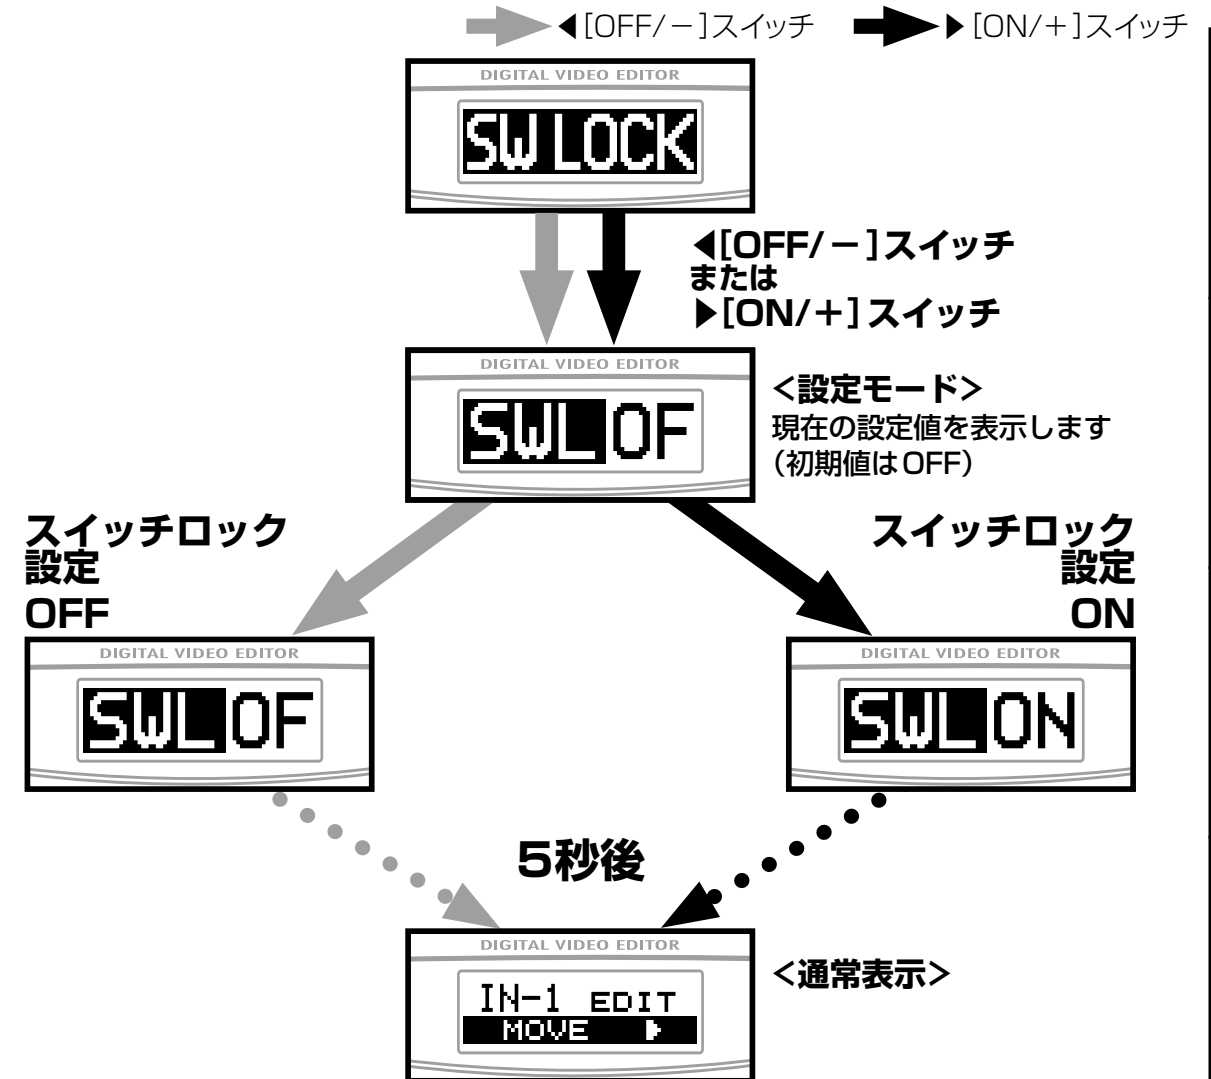 ◀[OFF/－]スイッチ ▶[ON/＋]スイッチ
DIGITAL VIDEO EDITOR
SW LOCK
◀[OFF/－]スイッチ
または
▶[ON/＋]スイッチ
DIGITAL VIDEO EDITOR
SWL OF
＜設定モード＞
現在の設定値を表示します
（初期値はOFF）
スイッチロック
設定
OFF
DIGITAL VIDEO EDITOR
SWL OF
スイッチロック
設定
ON
DIGITAL VIDEO EDITOR
SWL ON
5秒後
DIGITAL VIDEO EDITOR
IN-1 EDIT
MOVE ▶
＜通常表示＞